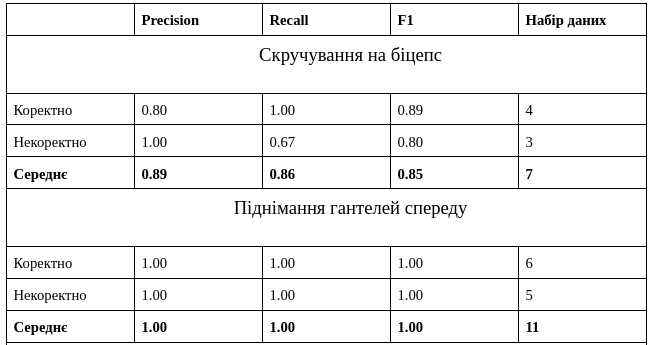 Precision Recall F1 Набір даних
Скручування на біцепс
Коректно 0.80 1.00 0.89 4
Некоректно 1.00 0.67 0.80 3
Середнє 0.89 0.86 0.85 7
Піднімання гантелей спереду
Коректно 1.00 1.00 1.00 6
Некоректно 1.00 1.00 1.00 5
Середнє 1.00 1.00 1.00 11